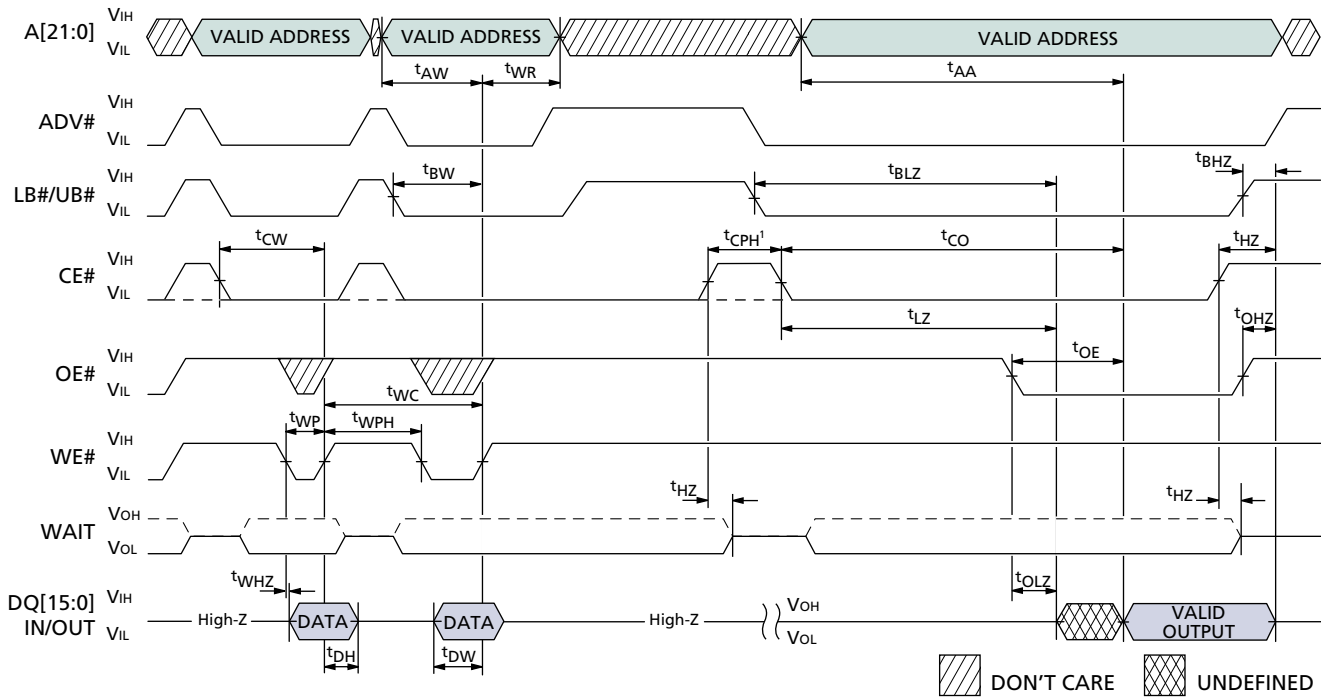 A[21:0] VIH VIL VALID ADDRESS VALID ADDRESS VALID ADDRESS
tAW tWR tAA
ADV# VIH VIL
LB#/UB# VIH VIL tBW tBLZ tBHZ
CE# VIH VIL tCW tCPH¹ tCO tHZ
tLZ tOHZ
OE# VIH VIL tOE
tWC
tWP tWPH
WE# VIH VIL
tHZ tHZ
WAIT VOH VOL
tWHZ tOLZ
DQ[15:0] IN/OUT VIH VIL High-Z DATA DATA High-Z VOH VOL VALID OUTPUT
tDH tDW
DON'T CARE UNDEFINED